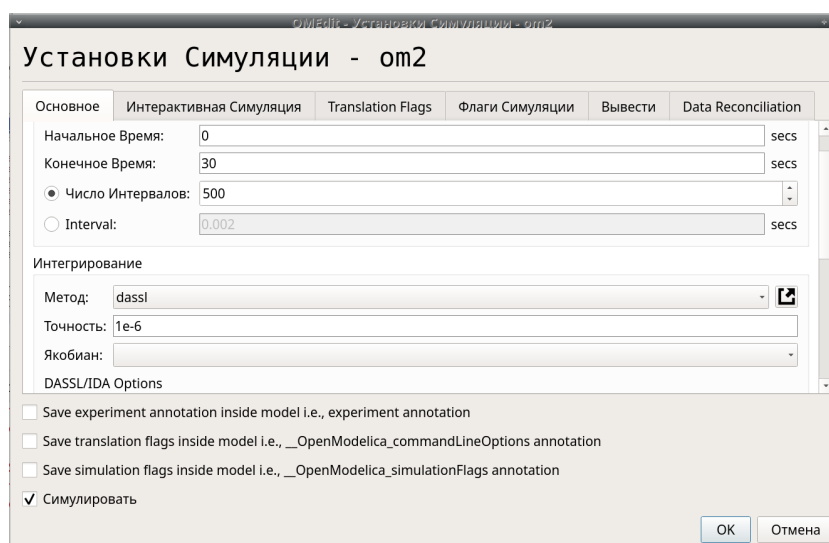 OMEdit - Установки Симуляции - om2
Установки Симуляции - om2
Основное Интерактивная Симуляция Translation Flags Флаги Симуляции Вывести Data Reconciliation
Начальное Время: 0 secs
Конечное Время: 30 secs
Число Интервалов: 500
Interval: 0.002 secs
Интегрирование
Метод: dassl
Точность: 1e-6
Якобиан:
DASSL/IDA Options
Save experiment annotation inside model i.e., experiment annotation
Save translation flags inside model i.e., __OpenModelica_commandLineOptions annotation
Save simulation flags inside model i.e., __OpenModelica_simulationFlags annotation
Симулировать
OK Отмена